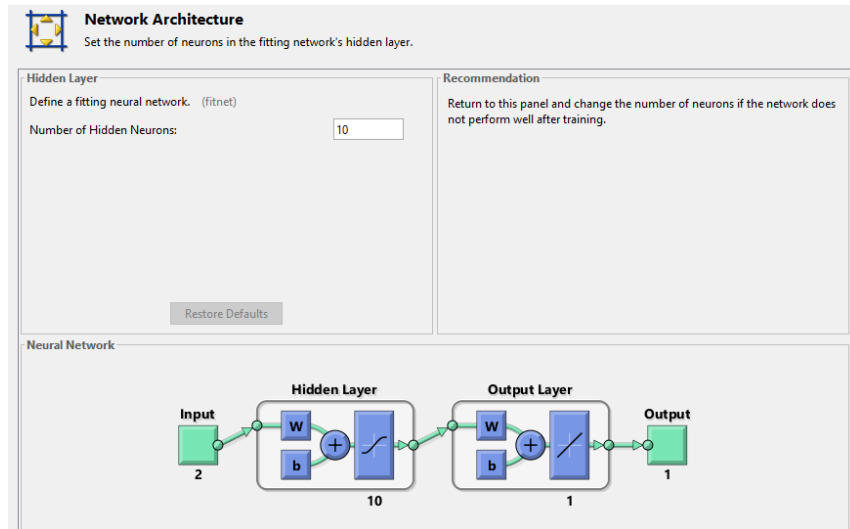 Network Architecture
Set the number of neurons in the fitting network's hidden layer.
Hidden Layer
Define a fitting neural network. (fitnet)
Number of Hidden Neurons: 10
Restore Defaults
Recommendation
Return to this panel and change the number of neurons if the network does
not perform well after training.
Neural Network
Hidden Layer Output Layer
Input Output
W W
b b
2 1
10 1